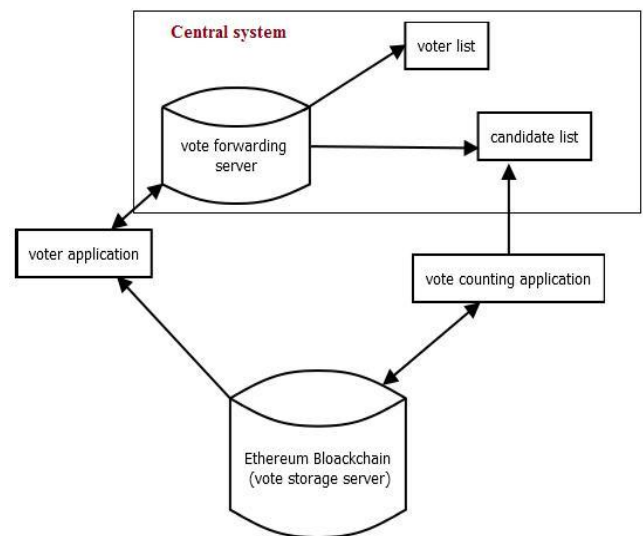 Central system
voter list
vote forwarding
server
candidate list
voter application
vote counting application
Ethereum Bloackchain
(vote storage server)